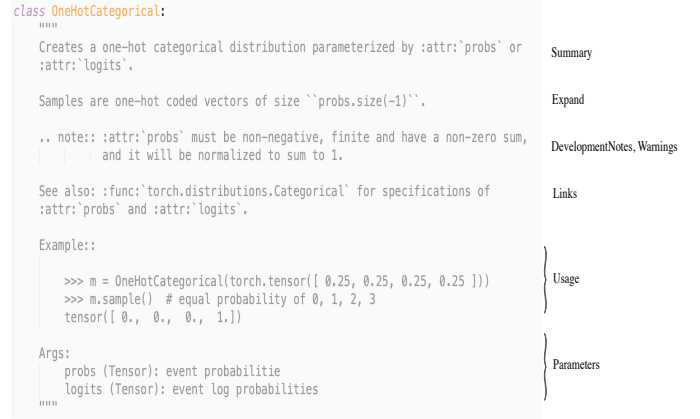 class OneHotCategorical:
"""
Creates a one-hot categorical distribution parameterized by :attr:`probs` or
:attr:`logits`.
Summary
Samples are one-hot coded vectors of size ``probs.size(-1)``.
Expand
.. note:: :attr:`probs` must be non-negative, finite and have a non-zero sum,
and it will be normalized to sum to 1.
DevelopmentNotes, Warnings
See also: :func:`torch.distributions.Categorical` for specifications of
:attr:`probs` and :attr:`logits`.
Links
Example::
>>> m = OneHotCategorical(torch.tensor([ 0.25, 0.25, 0.25, 0.25 ]))
>>> m.sample()  # equal probability of 0, 1, 2, 3
tensor([ 0.,  0.,  0.,  1.])
Usage
Args:
probs (Tensor): event probabilitie
logits (Tensor): event log probabilities
Parameters
"""